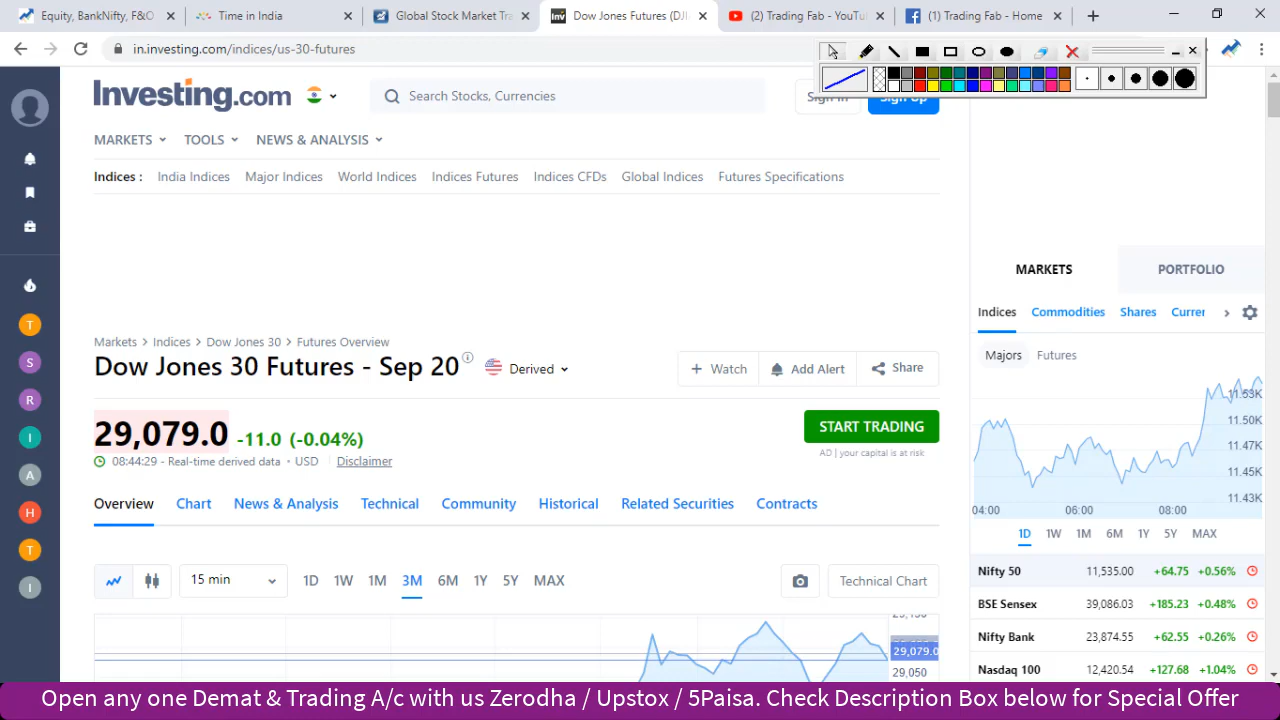 Equity, BankNifty, F&O
Time in India
Global Stock Market Tra
Inv
Dow Jones Futures (DJI
(2) Trading Fab - YouTu
(1) Trading Fab - Home
in.investing.com/indices/us-30-futures
Investing.com
Search Stocks, Currencies
Sign In
Sign Up
MARKETS
TOOLS
NEWS & ANALYSIS
Indices :
India Indices
Major Indices
World Indices
Indices Futures
Indices CFDs
Global Indices
Futures Specifications
T
S
R
I
A
H
T
I
Markets
Indices
Dow Jones 30
Futures Overview
Dow Jones 30 Futures - Sep 20
Derived
+ Watch
Add Alert
Share
29,079.0 -11.0 (-0.04%)
08:44:29 - Real-time derived data • USD
Disclaimer
START TRADING
AD | your capital is at risk
Overview
Chart
News & Analysis
Technical
Community
Historical
Related Securities
Contracts
15 min
1D
1W
1M
3M
6M
1Y
5Y
MAX
Technical Chart
29,079.0
29,050
MARKETS
PORTFOLIO
Indices
Commodities
Shares
Currer
Majors
Futures
11.53K
11.50K
11.47K
11.45K
11.43K
04:00
06:00
08:00
1D
1W
1M
6M
1Y
5Y
MAX
Nifty 50 11,535.00 +64.75 +0.56%
BSE Sensex 39,086.03 +185.23 +0.48%
Nifty Bank 23,874.55 +62.55 +0.26%
Nasdaq 100 12,420.54 +127.68 +1.04%
Open any one Demat & Trading A/c with us Zerodha / Upstox / 5Paisa. Check Description Box below for Special Offer